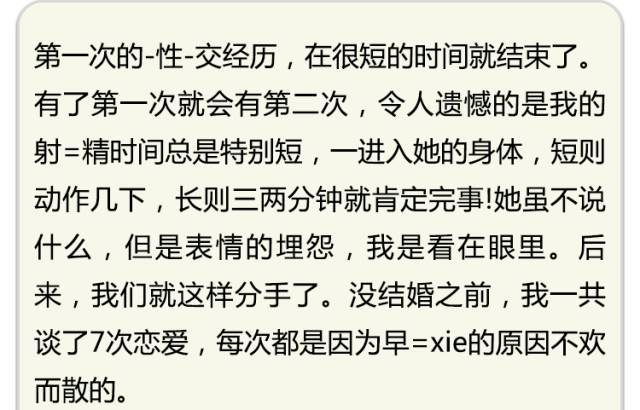 第一次的-性-交经历，在很短的时间就结束了。
有了第一次就会有第二次，令人遗憾的是我的
射=精时间总是特别短，一进入她的身体，短则
动作几下，长则三两分钟就肯定完事!她虽不说
什么，但是表情的埋怨，我是看在眼里。后
来，我们就这样分手了。没结婚之前，我一共
谈了7次恋爱，每次都是因为早=xie的原因不欢
而散的。